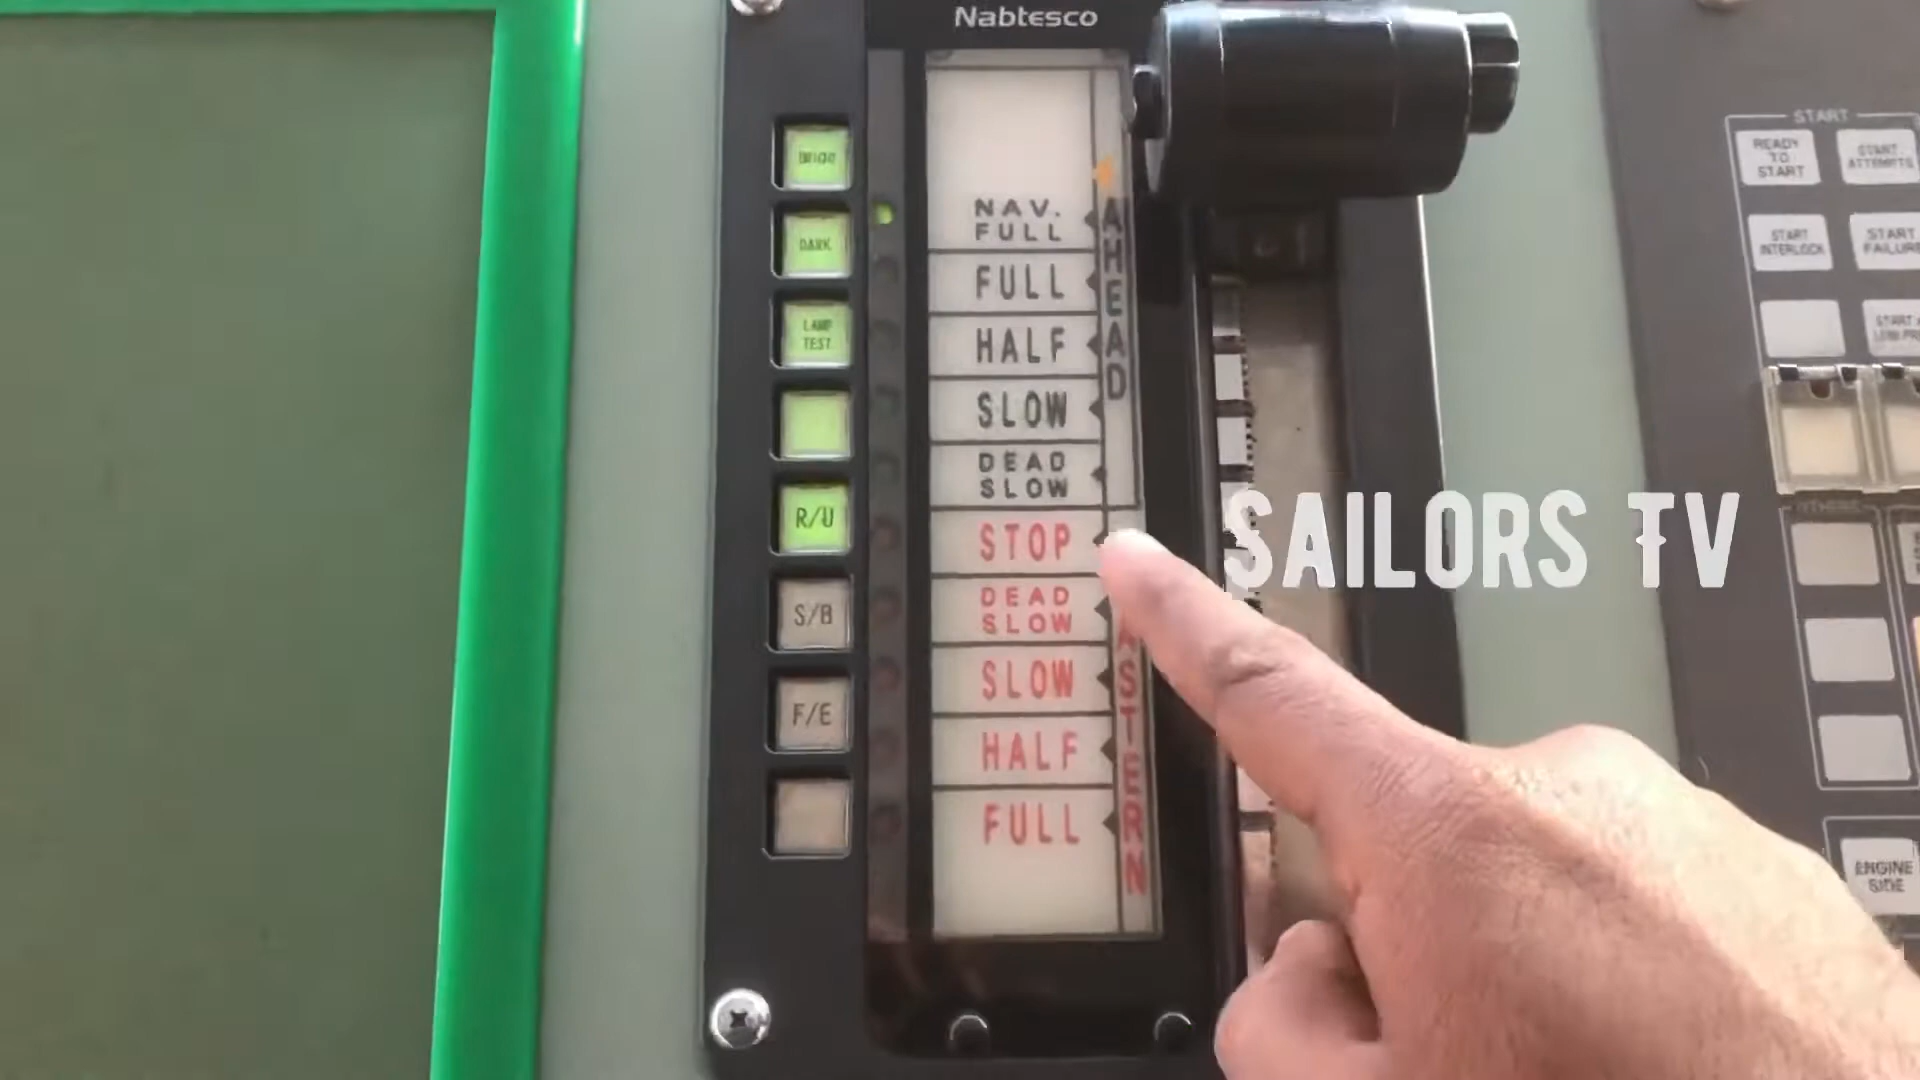 Nabtesco
BRIGHT
DARK
LAMP
TEST
R/U
S/B
F/E
NAV.
FULL
FULL
HALF
SLOW
DEAD
SLOW
STOP
DEAD
SLOW
SLOW
HALF
FULL
AHEAD
ASTERN
SAILORS TV
START
READY
TO
START
START
ATTEMPTS
START
INTERLOCK
START
FAILURE
ENGINE
SIDE